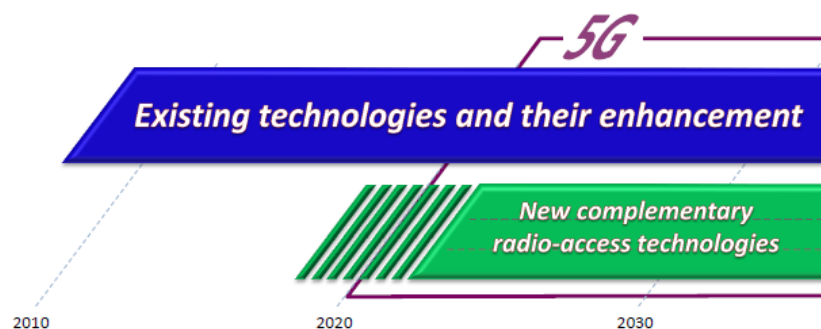 5G
Existing technologies and their enhancement
New complementary
radio-access technologies
2010
2020
2030